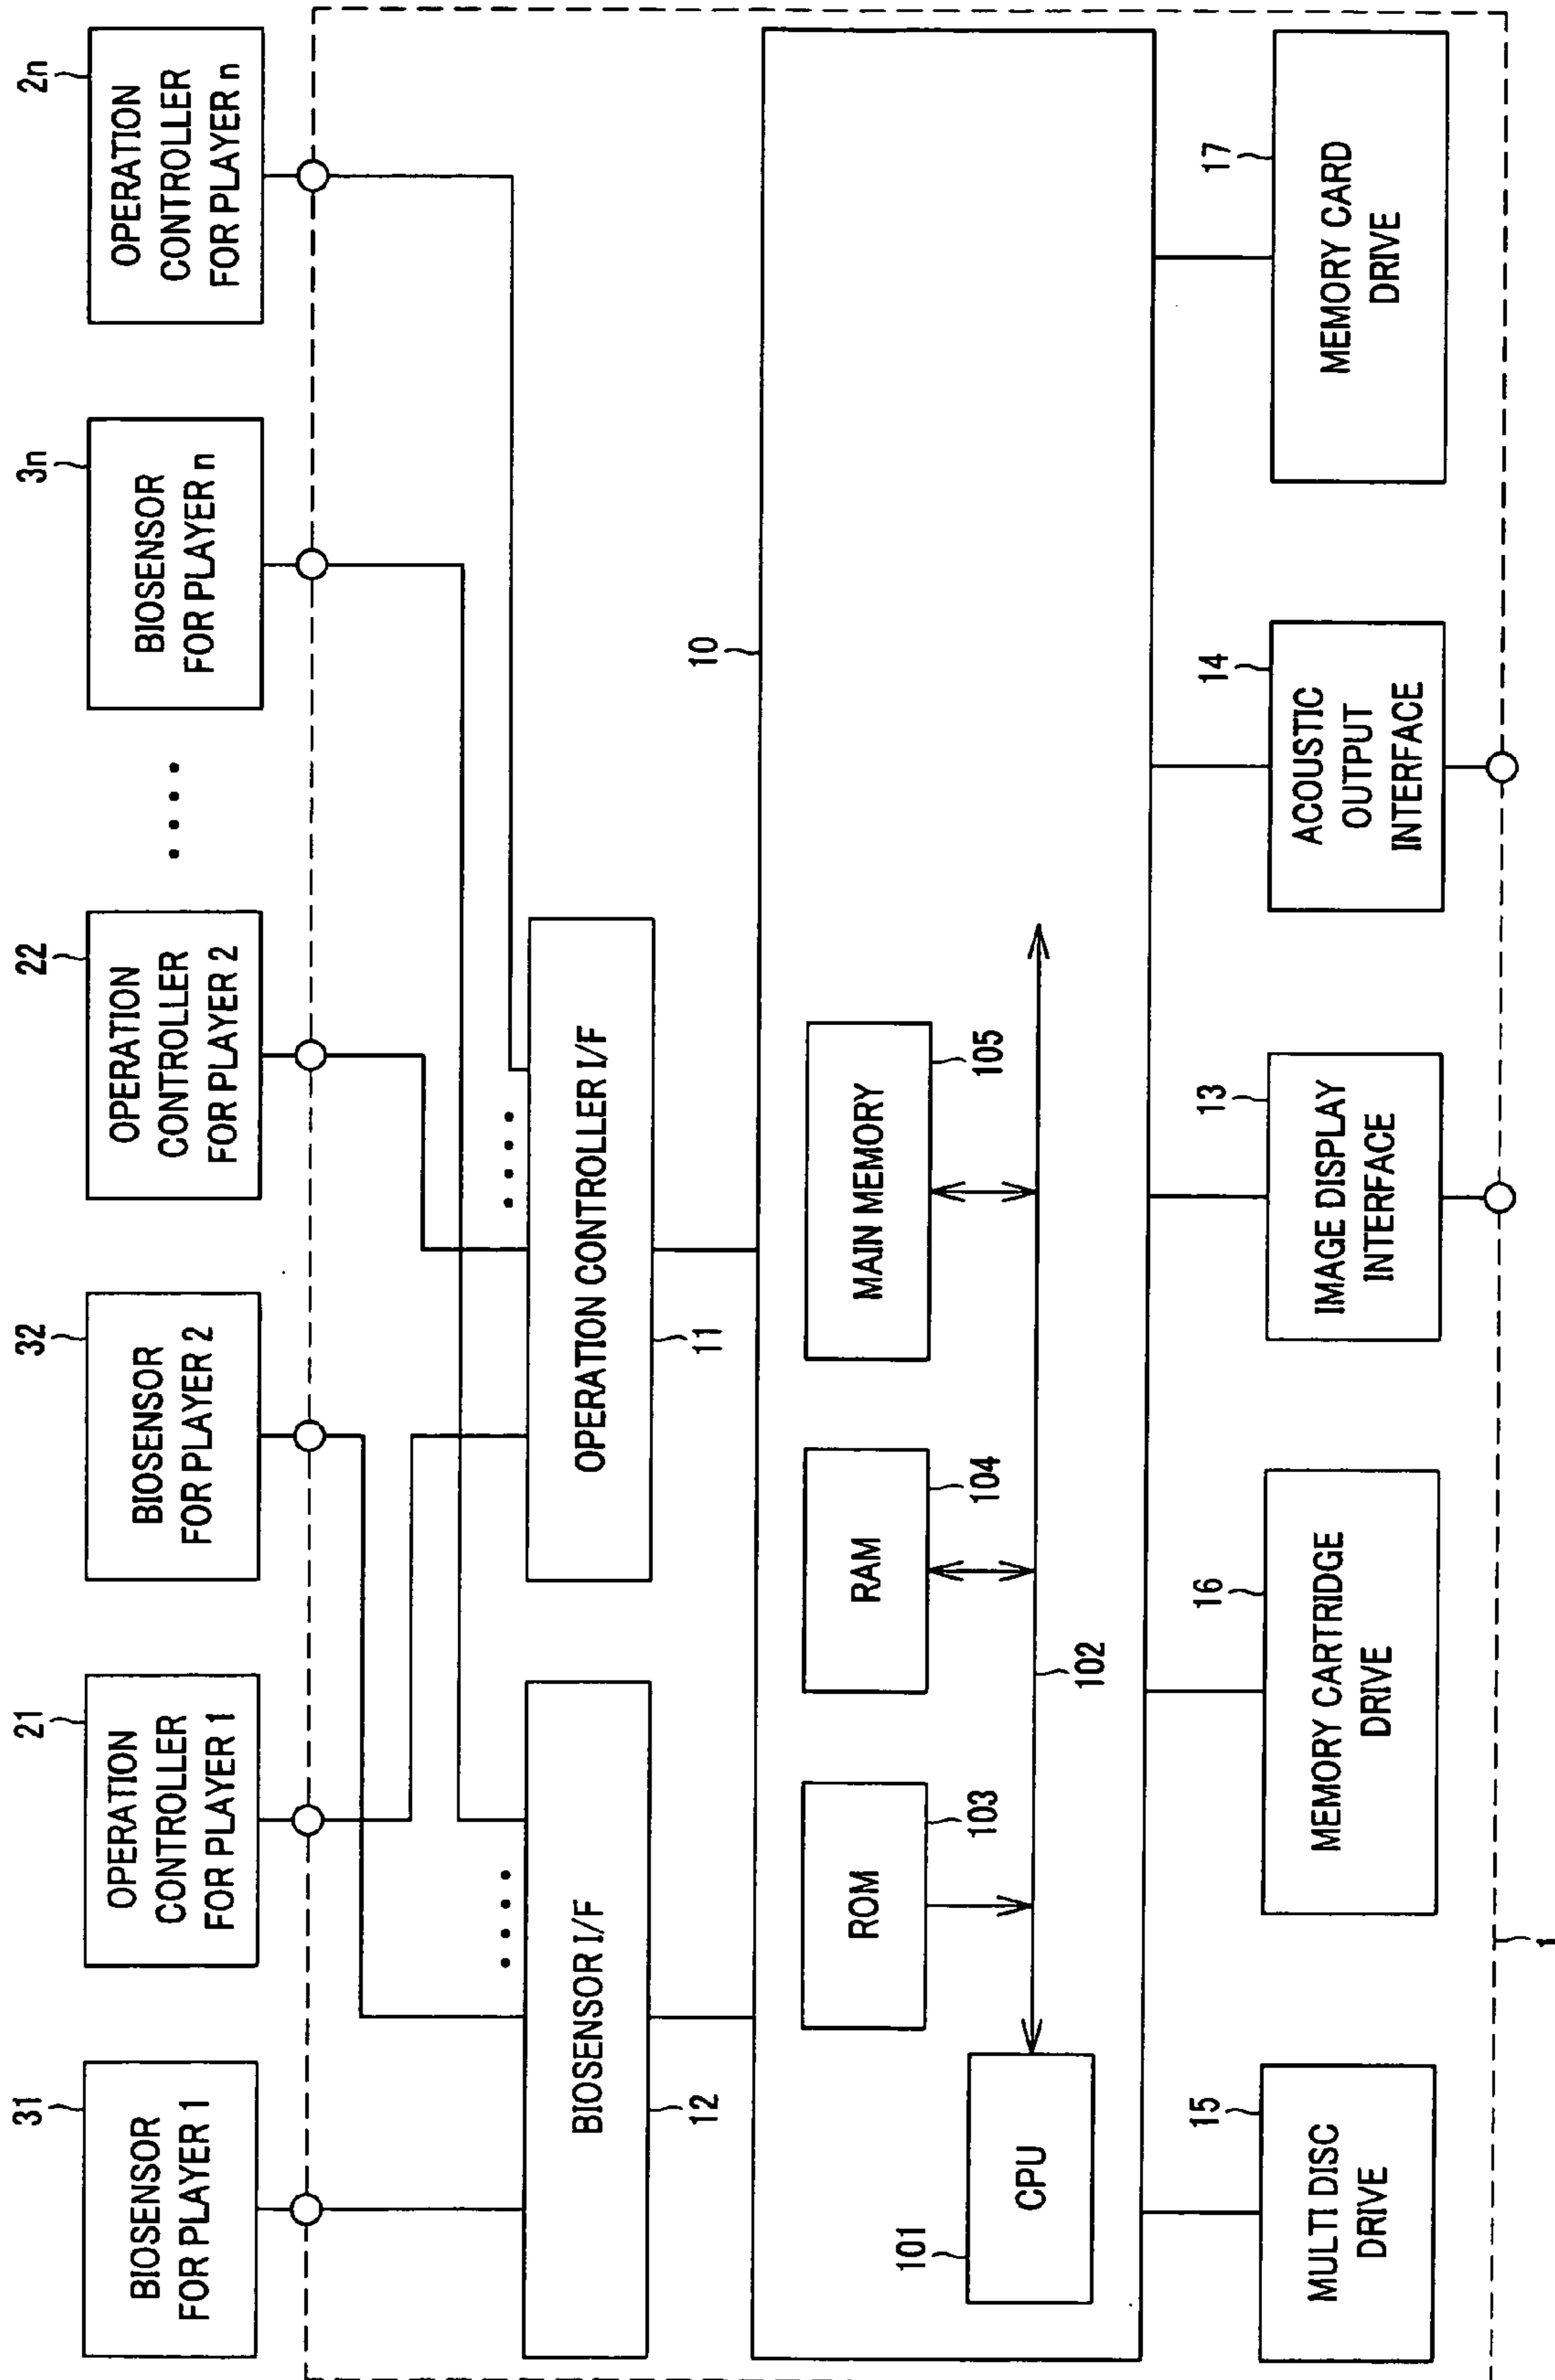 31
BIOSENSOR
FOR PLAYER 1
21
OPERATION
CONTROLLER
FOR PLAYER 1
32
BIOSENSOR
FOR PLAYER 2
22
OPERATION
CONTROLLER
FOR PLAYER 2
3n
BIOSENSOR
FOR PLAYER n
2n
OPERATION
CONTROLLER
FOR PLAYER n
BIOSENSOR I/F
12
OPERATION CONTROLLER I/F
11
10
101
CPU
ROM
103
RAM
104
MAIN MEMORY
105
102
15
MULTI DISC
DRIVE
16
MEMORY CARTRIDGE
DRIVE
13
IMAGE DISPLAY
INTERFACE
14
ACOUSTIC
OUTPUT
INTERFACE
17
MEMORY CARD
DRIVE
1